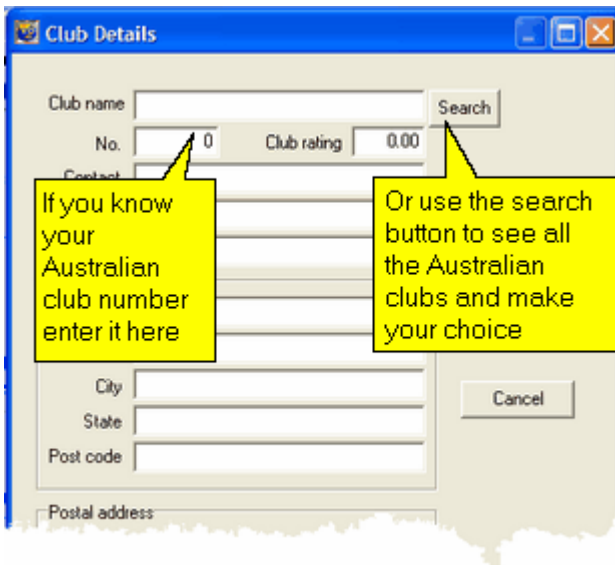 Club Details
Club name
Search
No. 0 Club rating 0.00
Contact
If you know
your
Australian
club number
enter it here
Or use the search
button to see all
the Australian
clubs and make
your choice
City
Cancel
State
Post code
Postal address